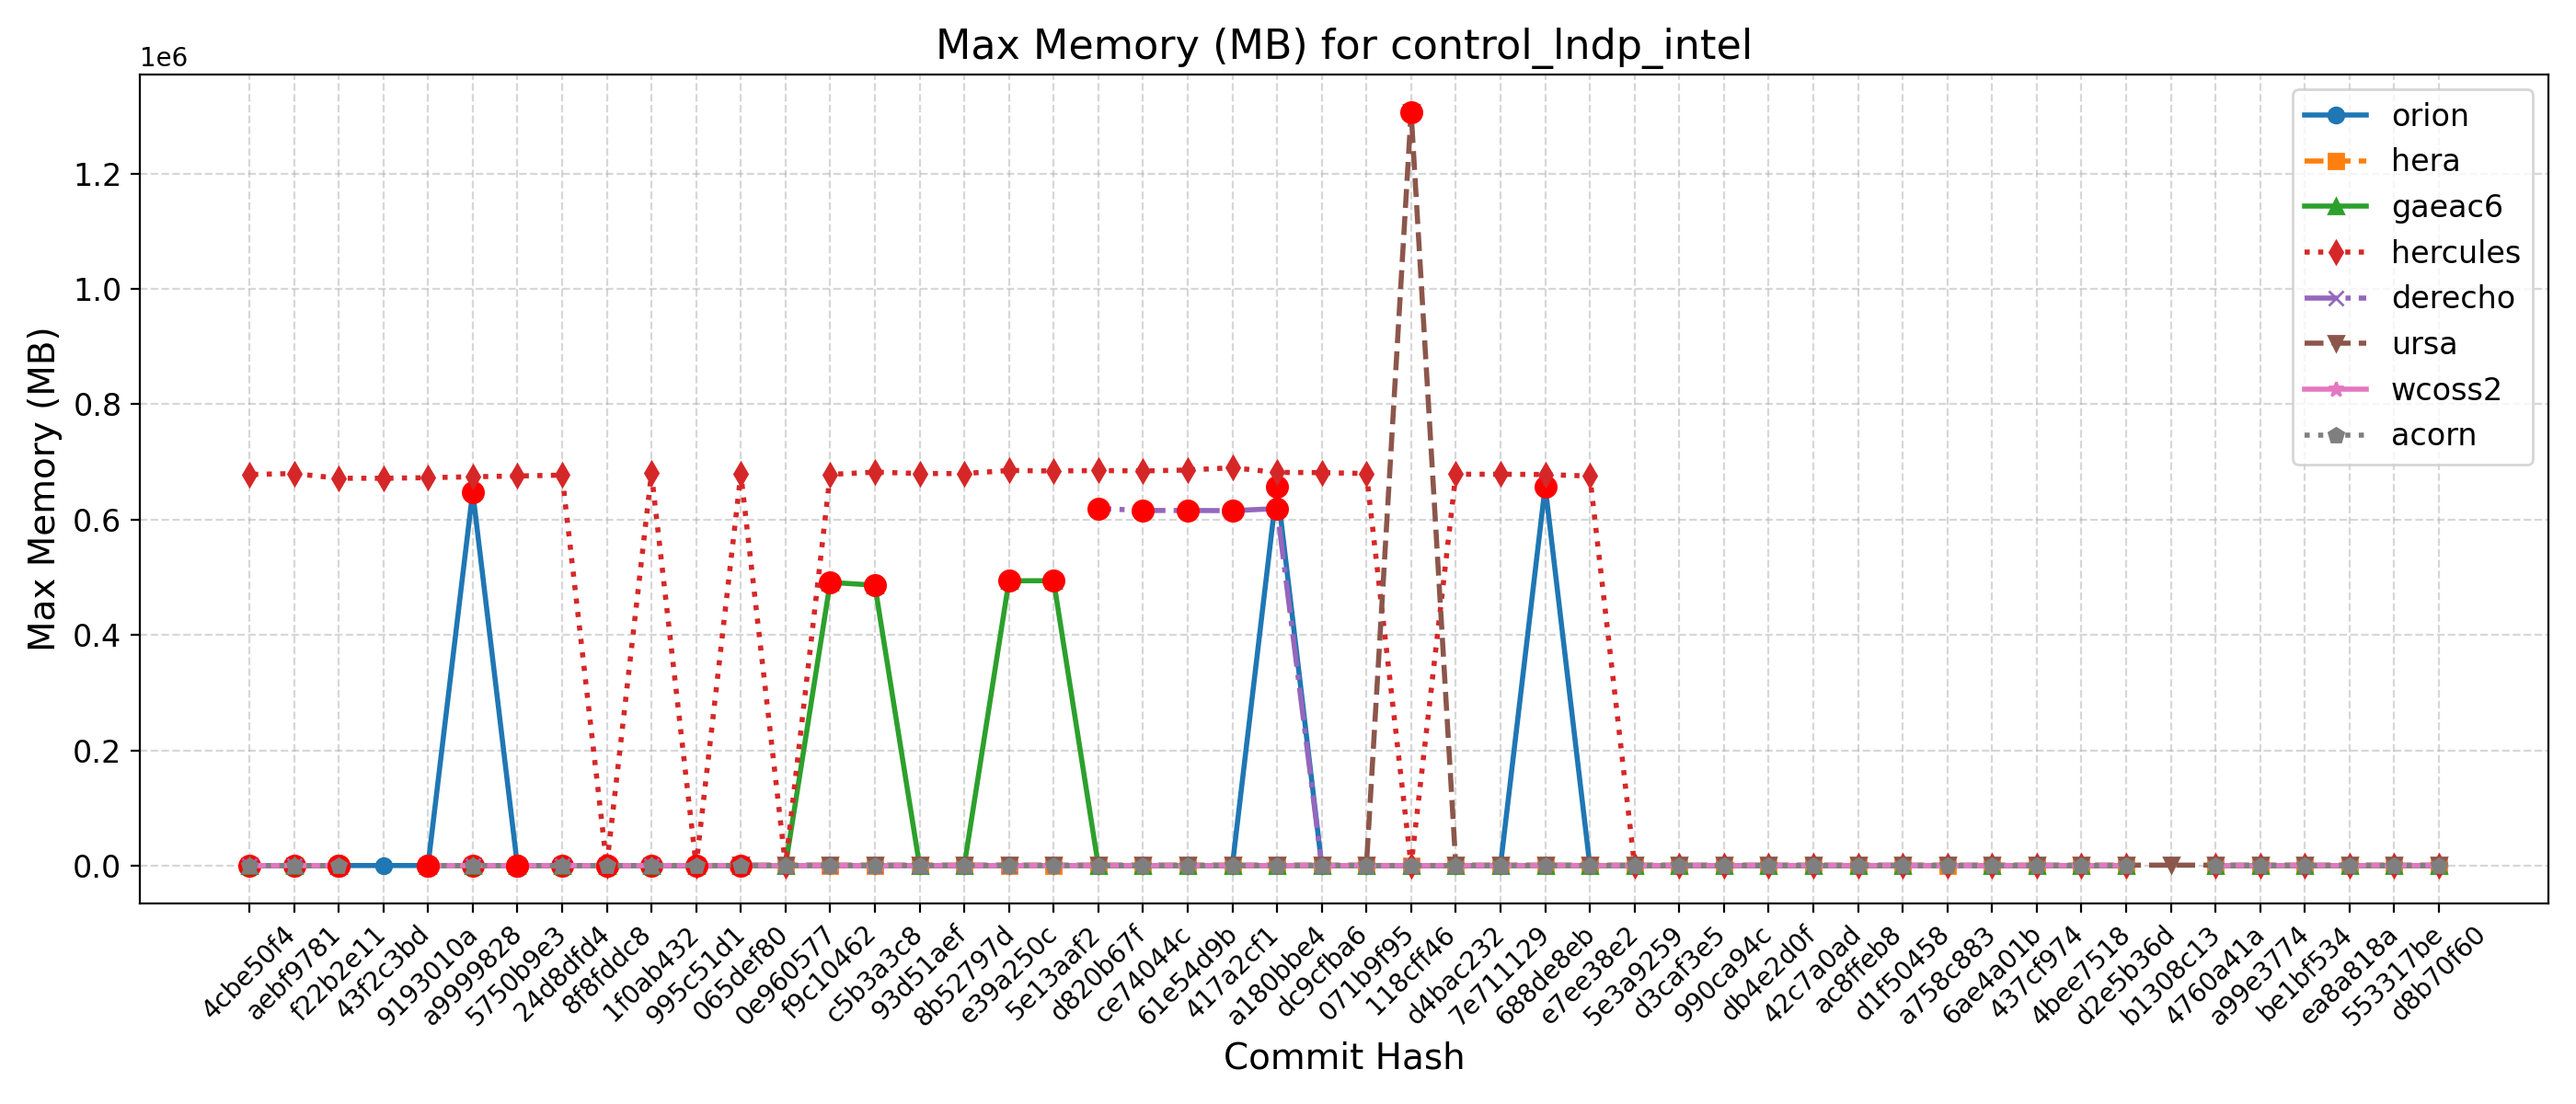 Max Memory (MB) for control_lndp_intel
1e6
Max Memory (MB)
1.2
1.0
0.8
0.6
0.4
0.2
0.0
orion
hera
gaeac6
hercules
derecho
ursa
wcoss2
acorn
4cbe50f4
aebf9781
f22b2e11
43f2c3bd
9193010a
a9999828
5750b9e3
24d8dfd4
8f8fddc8
1f0ab432
995c51d1
065def80
0e960577
f9c10462
c5b3a3c8
93d51aef
8b52797d
e39a250c
5e13aaf2
d820b67f
ce74044c
61e54d9b
417a2cf1
a180bbe4
dc9cfba6
071b9f95
118cff46
d4bac232
7e711129
688de8eb
e7ee38e2
5e3a9259
d3caf3e5
990ca94c
db4e2d0f
42c7a0ad
ac8ffeb8
d1f50458
a758c883
6ae4a01b
437cf974
4bee7518
d2e5b36d
b1308c13
4760a41a
a99e3774
be1bf534
ea8a818a
553317be
d8b70f60
Commit Hash